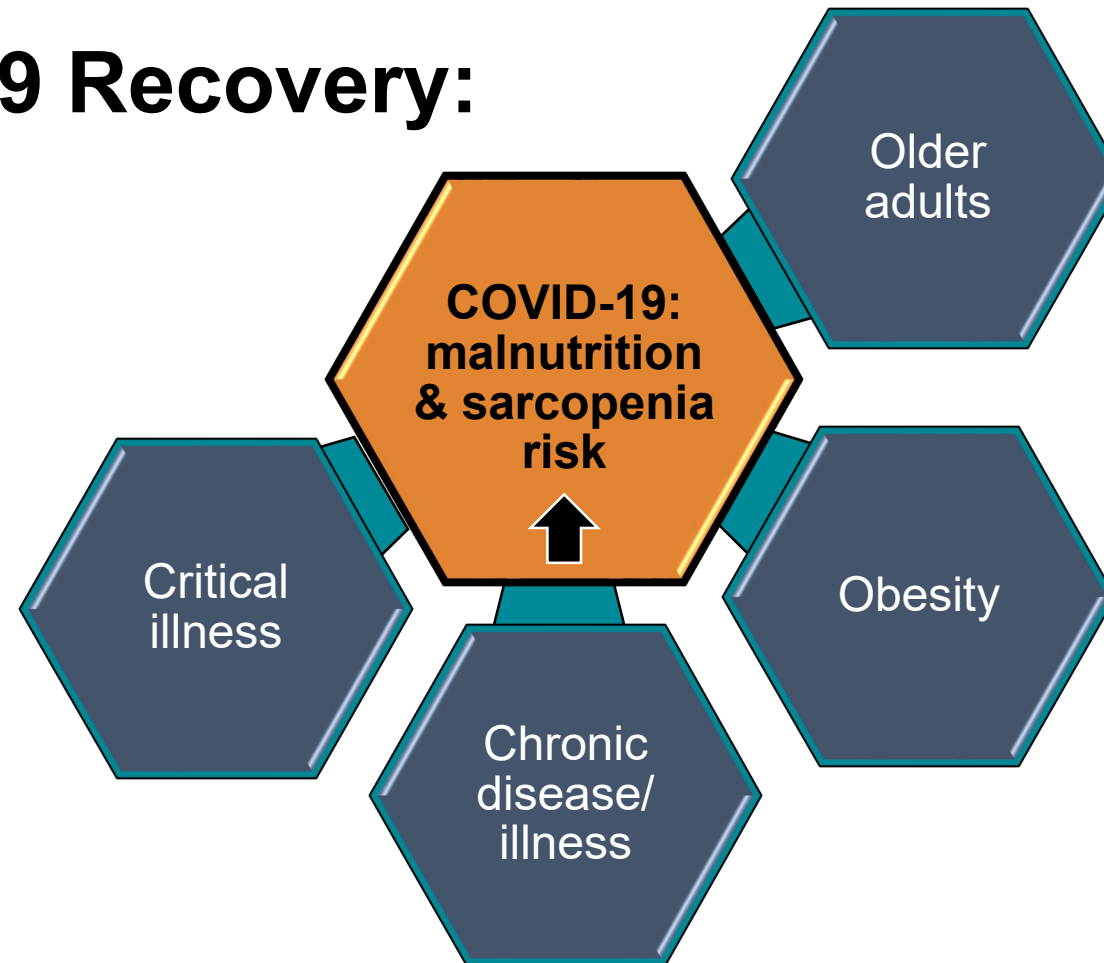 9 Recovery:
Older
adults
COVID-19:
malnutrition
& sarcopenia
risk
Critical
illness
Obesity
Chronic
disease/
illness